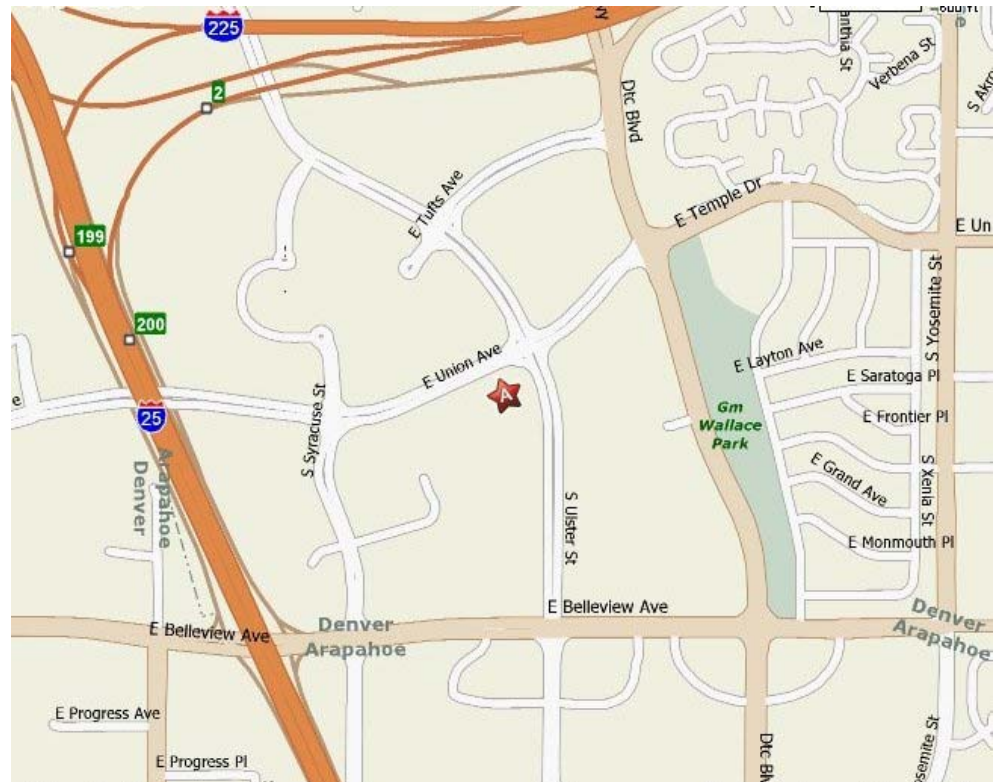 225
2
Dtc Blvd
Verbena St
E Tufts Ave
E Temple Dr
199
E Un
200
S Yosemite St
E Union Ave
E Layton Ave
E Saratoga Pl
A
25
Gm
Wallace
Park
E Frontier Pl
S Syracuse St
Arapahoe
Denver
E Grand Ave
S Xenia St
S Ulster St
E Monmouth Pl
E Belleview Ave
E Belleview Ave
Denver
Arapahoe
Denver
Arapahoe
E Progress Ave
E Progress Pl